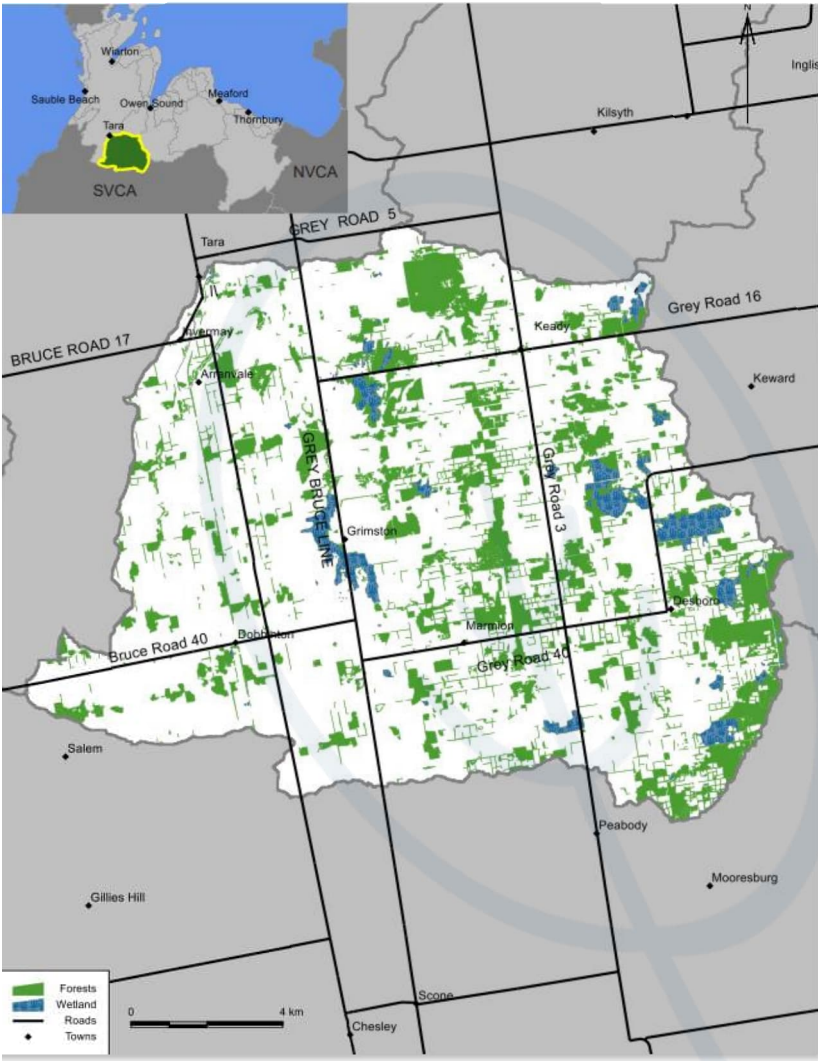 Wiarton
Sauble Beach
Owen Sound
Meaford
Thornbury
Tara
SVCA
NVCA
N
Inglis
Kilsyth
GREY ROAD 5
Tara
Grey Road 16
Keady
Invermay
BRUCE ROAD 17
Arranvale
Keward
GREY BRUCE LINE
Grey Road 3
Grimston
Desboro
Marmion
Dobbinton
Bruce Road 40
Grey Road 40
Salem
Peabody
Mooresburg
Gillies Hill
Scone
Chesley
Forests
Wetland
Roads
Towns
0 4 km